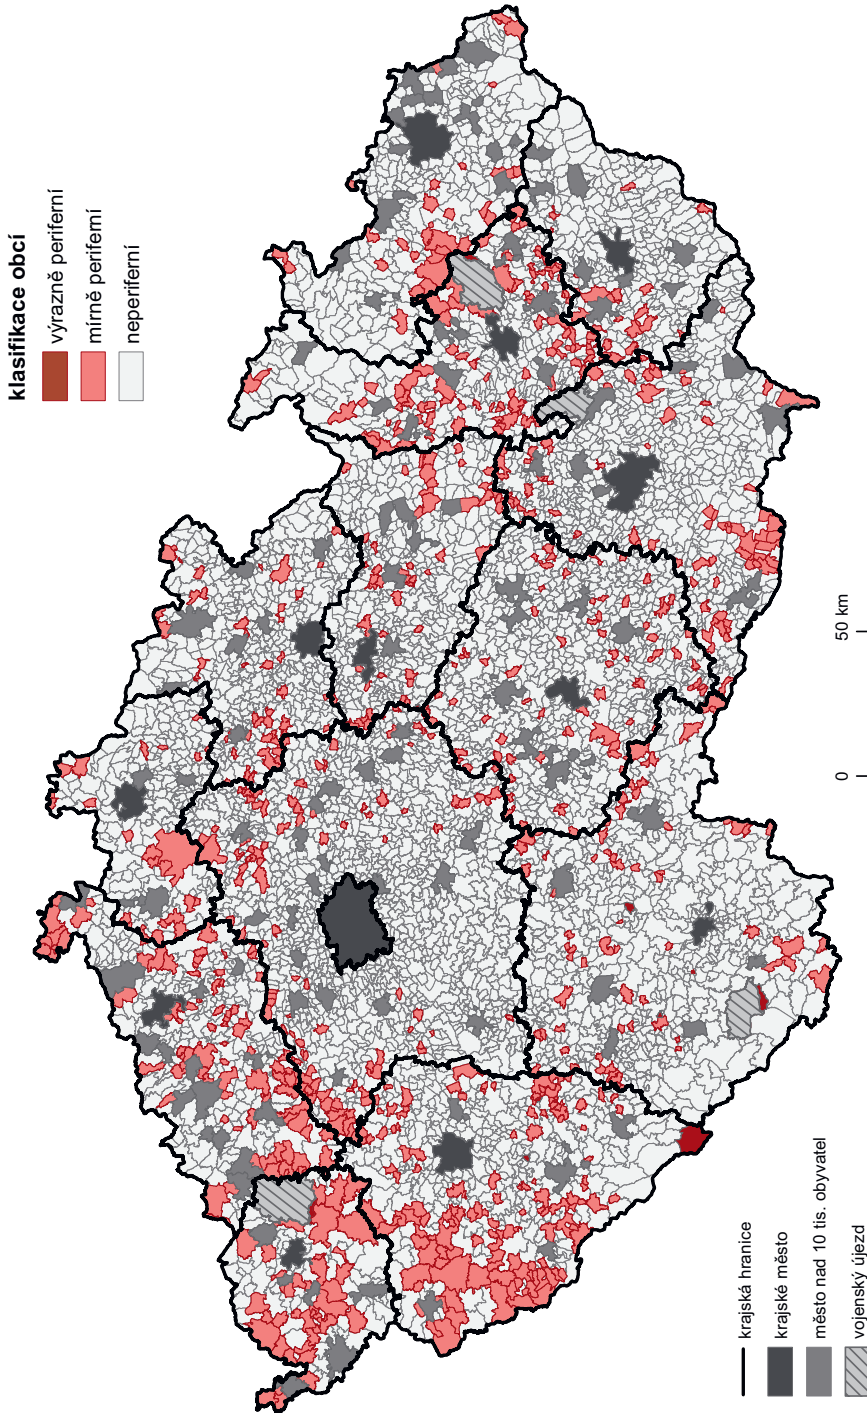 klasifikace obcí
výrazně periferní
mírně periferní
neperiferní
krajská hranice
krajské město
město nad 10 tis. obyvatel
vojenský újezd
0
50 km